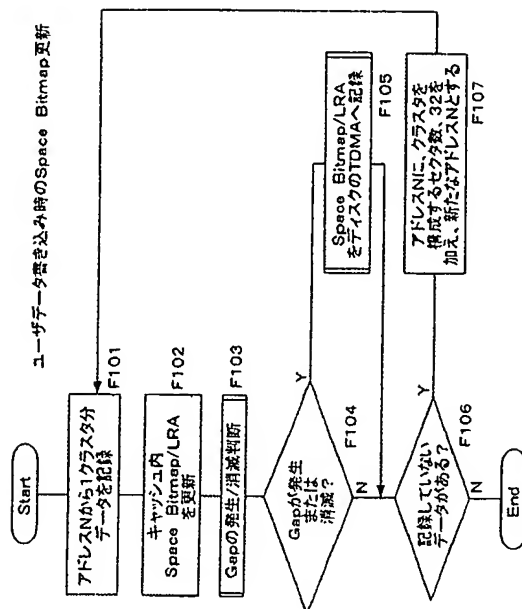 ユーザデータ書き込み時のSpace Bitmap更新
Start
アドレスNから1クラスタ分
データを記録
F101
キャッシュ内
Space Bitmap/LRA
を更新
F102
Gapの発生/消滅判断
F103
Gapが発生
または
消滅?
F104
Y
N
Space Bitmap/LRA
をディスクのTDMAへ記録
F105
記録していない
データがある?
F106
Y
N
アドレスNに、クラスタを
構成するセクタ数、32を
加え、新たなアドレスNとする
F107
End